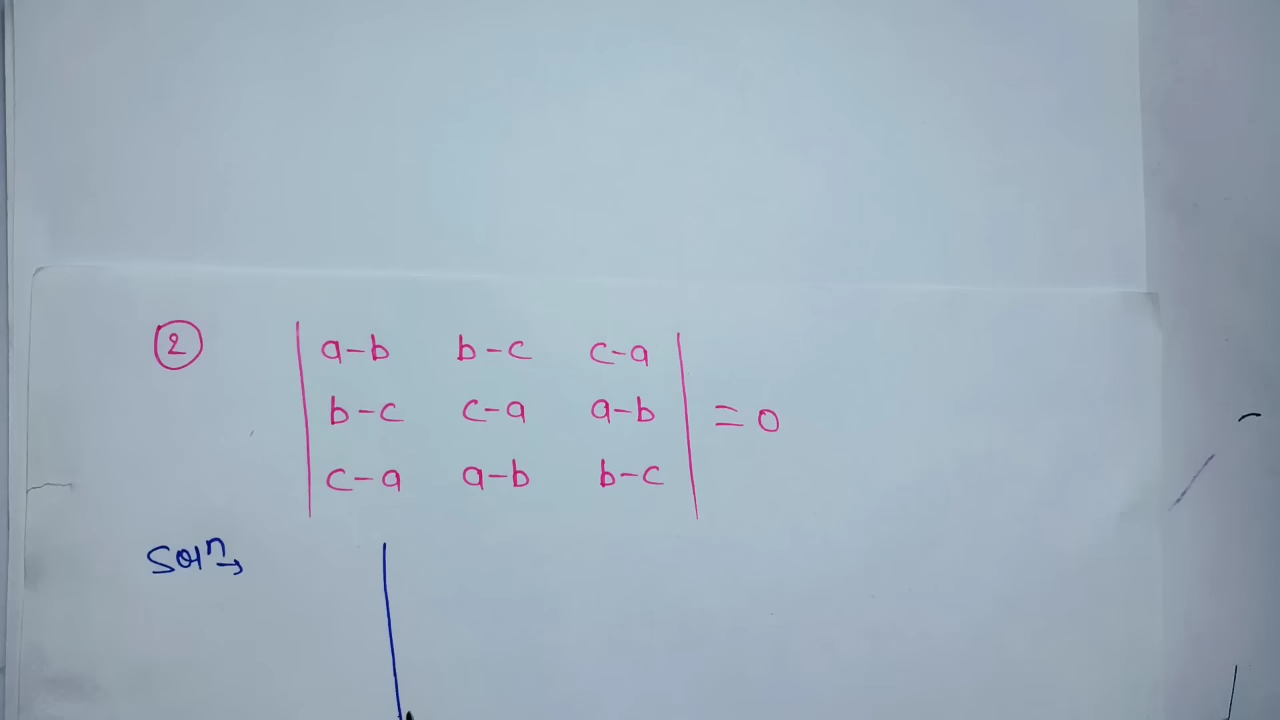 ② | a-b b-c c-a |
| b-c c-a a-b | = 0
| c-a a-b b-c |
Solⁿ→